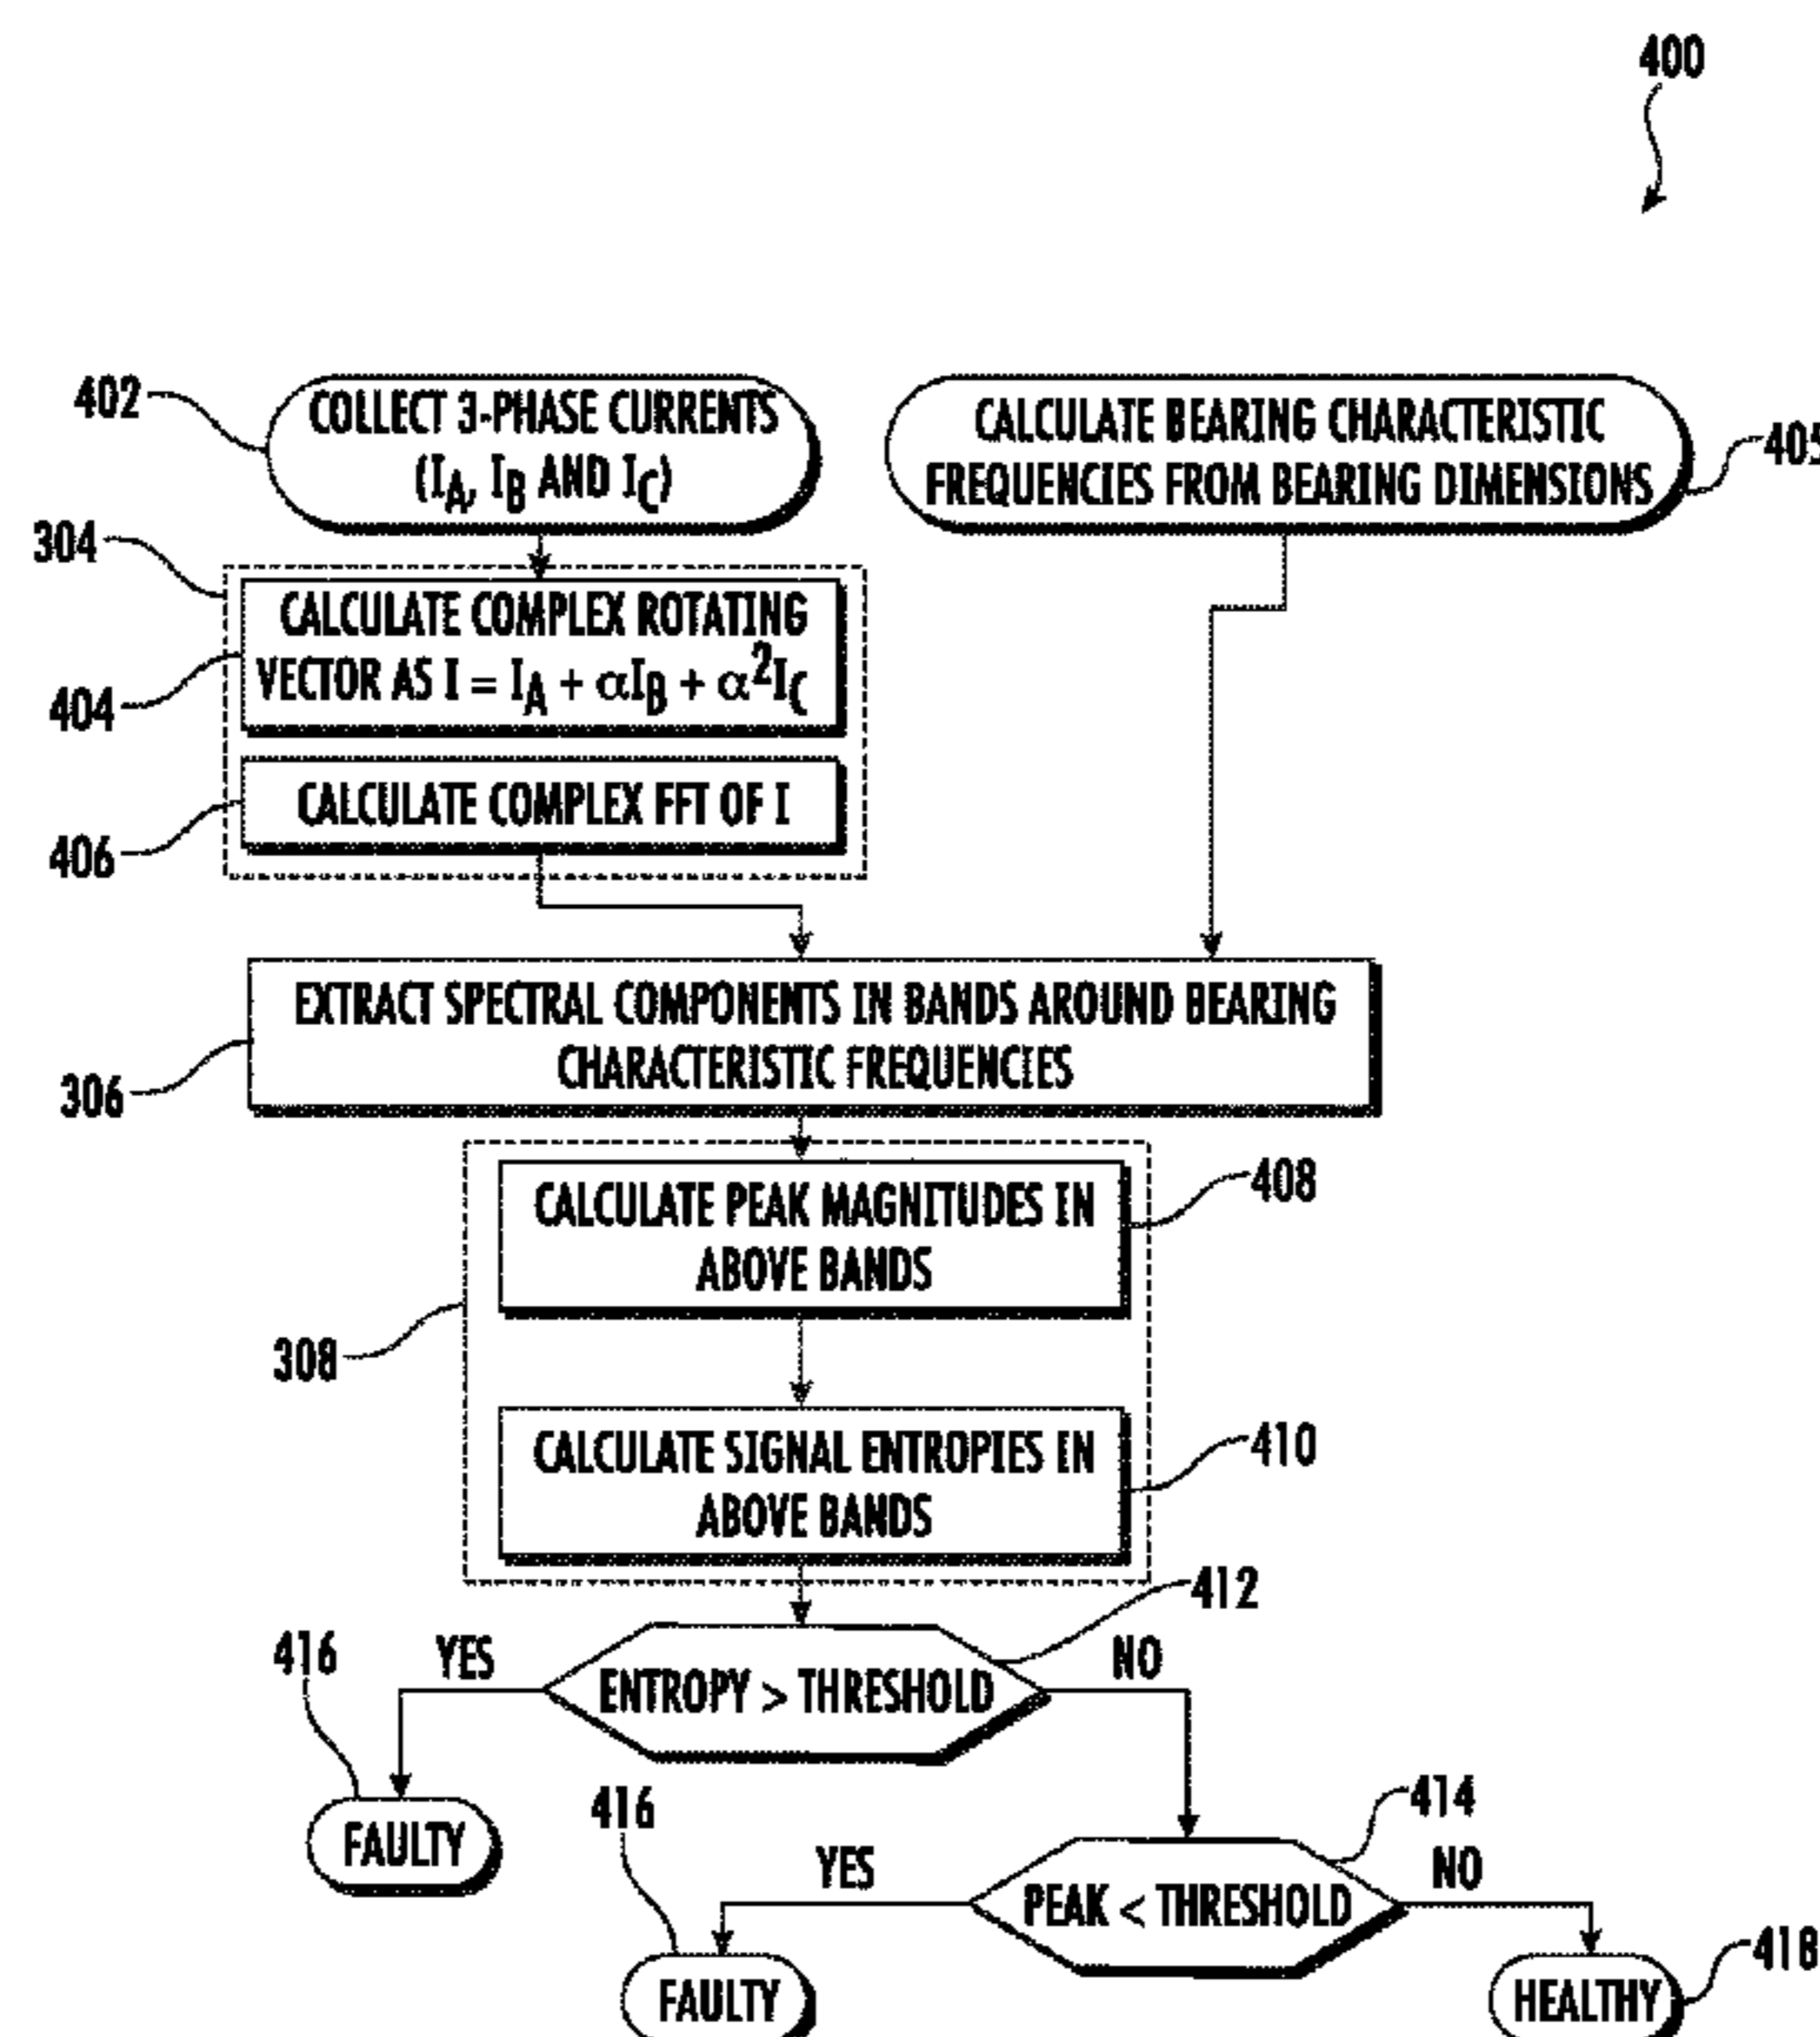 400
402
COLLECT 3-PHASE CURRENTS
(IA, IB AND IC)
CALCULATE BEARING CHARACTERISTIC
FREQUENCIES FROM BEARING DIMENSIONS
405
304
CALCULATE COMPLEX ROTATING
VECTOR AS I = IA + αIB + α²IC
404
CALCULATE COMPLEX FFT OF I
406
EXTRACT SPECTRAL COMPONENTS IN BANDS AROUND BEARING
CHARACTERISTIC FREQUENCIES
306
CALCULATE PEAK MAGNITUDES IN
ABOVE BANDS
408
308
CALCULATE SIGNAL ENTROPIES IN
ABOVE BANDS
410
412
416
YES
ENTROPY > THRESHOLD
NO
FAULTY
416
414
YES
PEAK < THRESHOLD
NO
FAULTY
HEALTHY
418